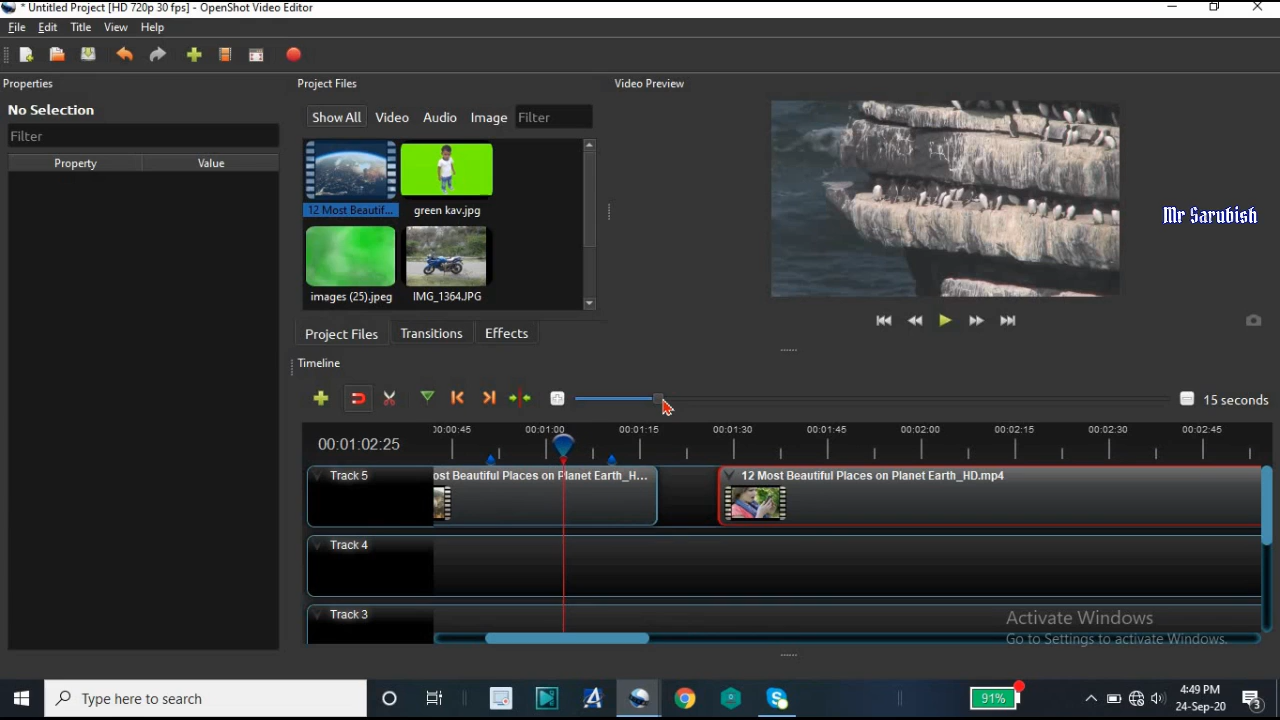 * Untitled Project [HD 720p 30 fps] - OpenShot Video Editor
File Edit Title View Help
Properties
Project Files
Video Preview
No Selection
Filter
Property Value
Show All Video Audio Image Filter
12 Most Beautif... green kav.jpg
images (25).jpeg IMG_1364.JPG
Mr Sarubish
Project Files Transitions Effects
Timeline
15 seconds
00:01:02:25
00:00:45 00:01:00 00:01:15 00:01:30 00:01:45 00:02:00 00:02:15 00:02:30 00:02:45
Track 5 ost Beautiful Places on Planet Earth_H... 12 Most Beautiful Places on Planet Earth_HD.mp4
Track 4
Track 3
Activate Windows
Go to Settings to activate Windows.
Type here to search
91%
4:49 PM
24-Sep-20
3